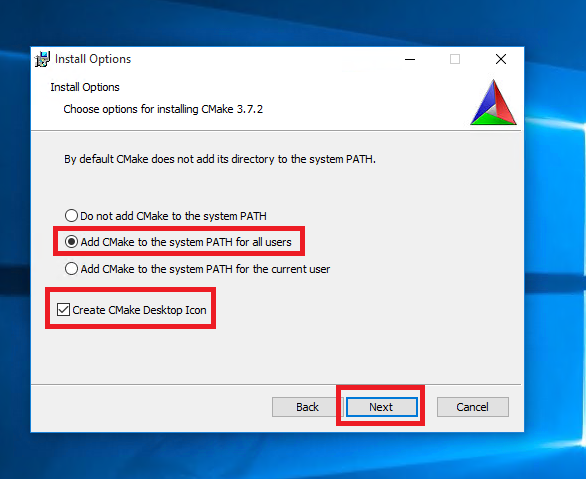 Install Options
Install Options
Choose options for installing CMake 3.7.2
By default CMake does not add its directory to the system PATH.
Do not add CMake to the system PATH
Add CMake to the system PATH for all users
Add CMake to the system PATH for the current user
Create CMake Desktop Icon
Back Next Cancel